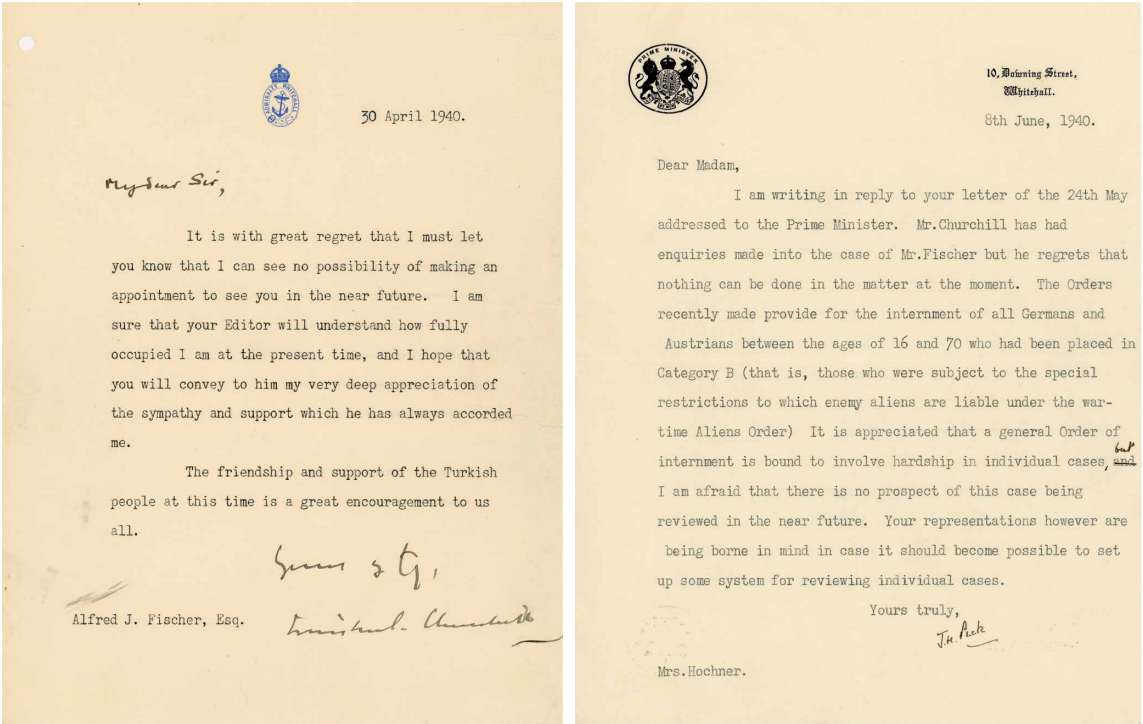 ADMIRALTY WHITEHALL
30 April 1940.
My dear Sir,
It is with great regret that I must let
you know that I can see no possibility of making an
appointment to see you in the near future. I am
sure that your Editor will understand how fully
occupied I am at the present time, and I hope that
you will convey to him my very deep appreciation of
the sympathy and support which he has always accorded
me.
The friendship and support of the Turkish
people at this time is a great encouragement to us
all.
Winston Churchill
Alfred J. Fischer, Esq.
PRIME MINISTER
10, Downing Street,
Whitehall.
8th June, 1940.
Dear Madam,
I am writing in reply to your letter of the 24th May
addressed to the Prime Minister. Mr.Churchill has had
enquiries made into the case of Mr.Fischer but he regrets that
nothing can be done in the matter at the moment. The Orders
recently made provide for the internment of all Germans and
Austrians between the ages of 16 and 70 who had been placed in
Category B (that is, those who were subject to the special
restrictions to which enemy aliens are liable under the war-
time Aliens Order) It is appreciated that a general Order of
internment is bound to involve hardship in individual cases, and but
I am afraid that there is no prospect of this case being
reviewed in the near future. Your representations however are
being borne in mind in case it should become possible to set
up some system for reviewing individual cases.
Yours truly,
J.H. Peck
Mrs.Hochner.